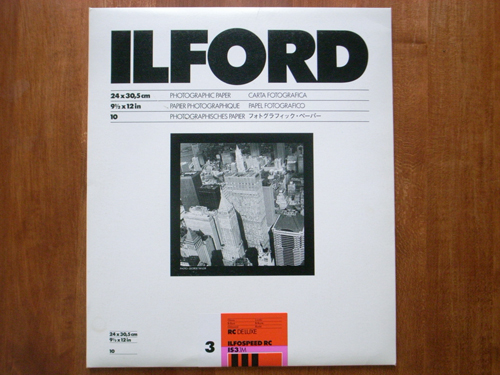 ILFORD
24 x 30,5 cm PHOTOGRAPHIC PAPER CARTA FOTOGRAFICA
9½ x 12 in PAPIER PHOTOGRAPHIQUE PAPEL FOTOGRAFICO
10 PHOTOGRAPHISCHES PAPIER フォトグラフィック・ペーパー
24 x 30,5 cm
9½ x 12 in
10
3
RC DELUXE
ILFOSPEED RC
IS3.1M